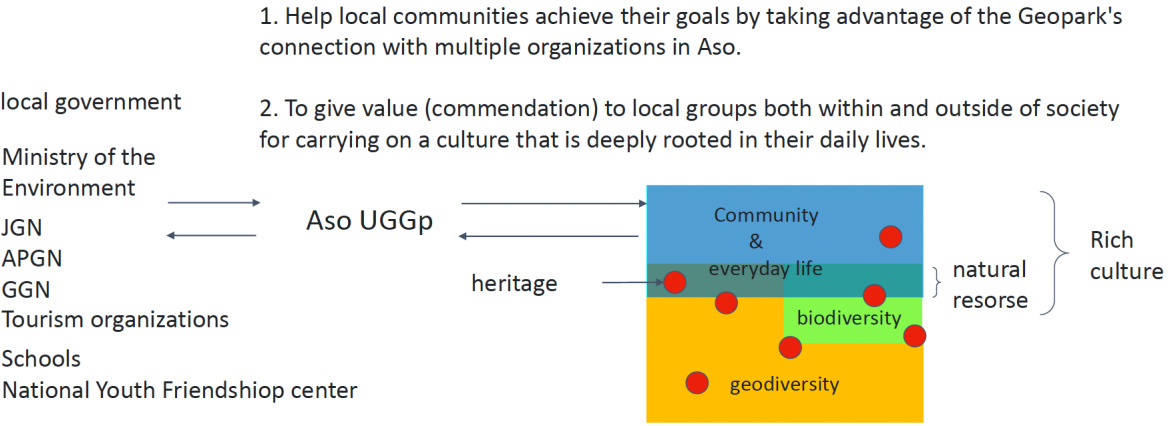 1. Help local communities achieve their goals by taking advantage of the Geopark's
connection with multiple organizations in Aso.
local government
2. To give value (commendation) to local groups both within and outside of society
for carrying on a culture that is deeply rooted in their daily lives.
Ministry of the
Environment
JGN
APGN
GGN
Tourism organizations
Schools
National Youth Friendshiop center
Aso UGGp
heritage
Community
&
everyday life
biodiversity
geodiversity
natural
resorse
Rich
culture